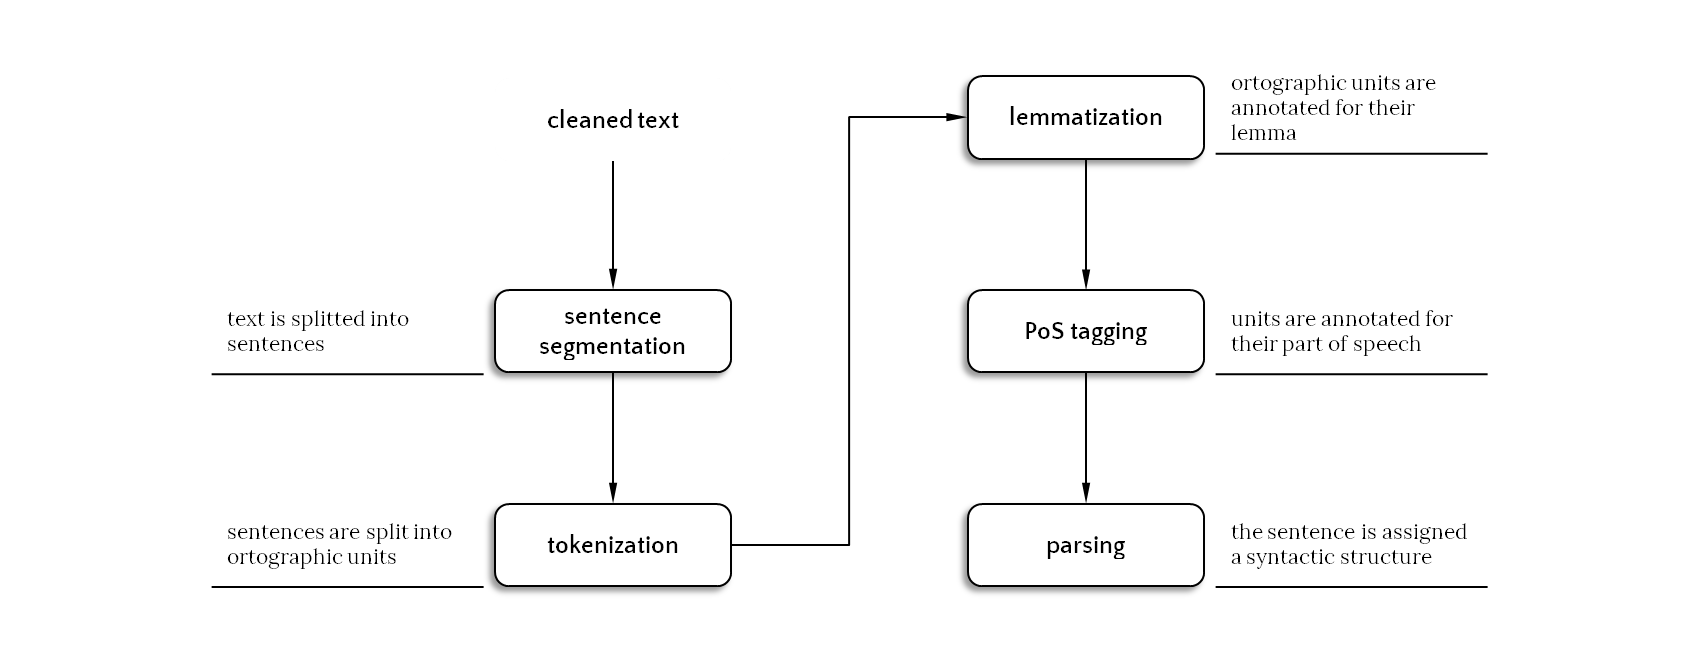 cleaned text
text is splitted into
sentences
sentence
segmentation
sentences are split into
ortographic units
tokenization
lemmatization
ortographic units are
annotated for their
lemma
PoS tagging
units are annotated for
their part of speech
parsing
the sentence is assigned
a syntactic structure